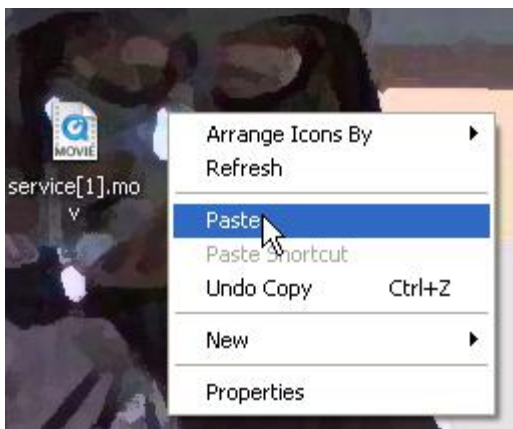 MOVIE
service[1].mo
v
Arrange Icons By
Refresh
Paste
Paste Shortcut
Undo Copy Ctrl+Z
New
Properties